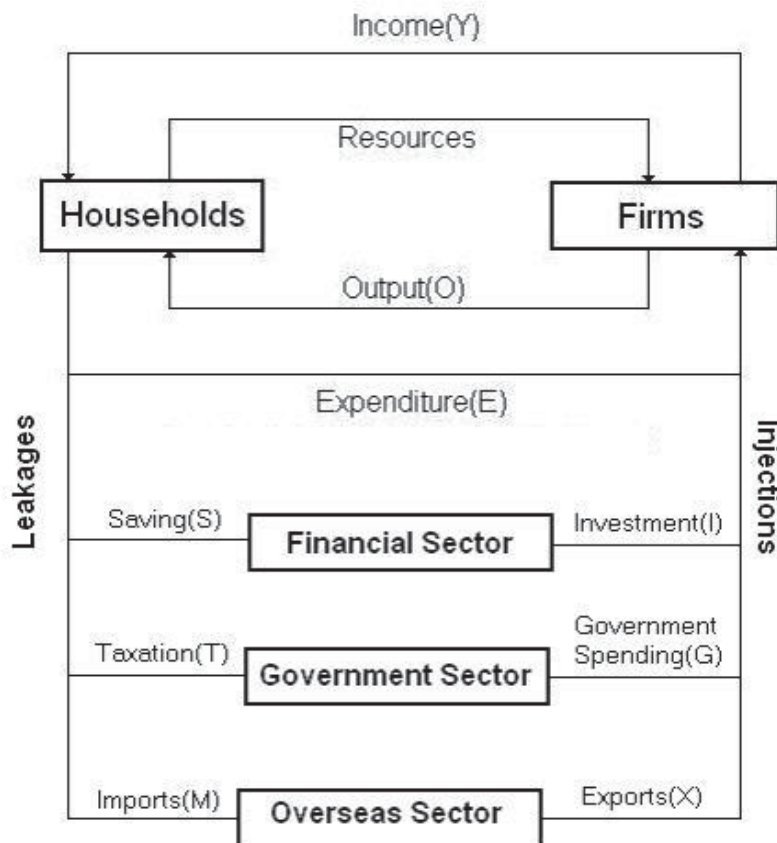 Income(Y)
Resources
Households
Firms
Output(O)
Expenditure(E)
Leakages
Injections
Saving(S)
Financial Sector
Investment(I)
Taxation(T)
Government Sector
Government
Spending(G)
Imports(M)
Overseas Sector
Exports(X)